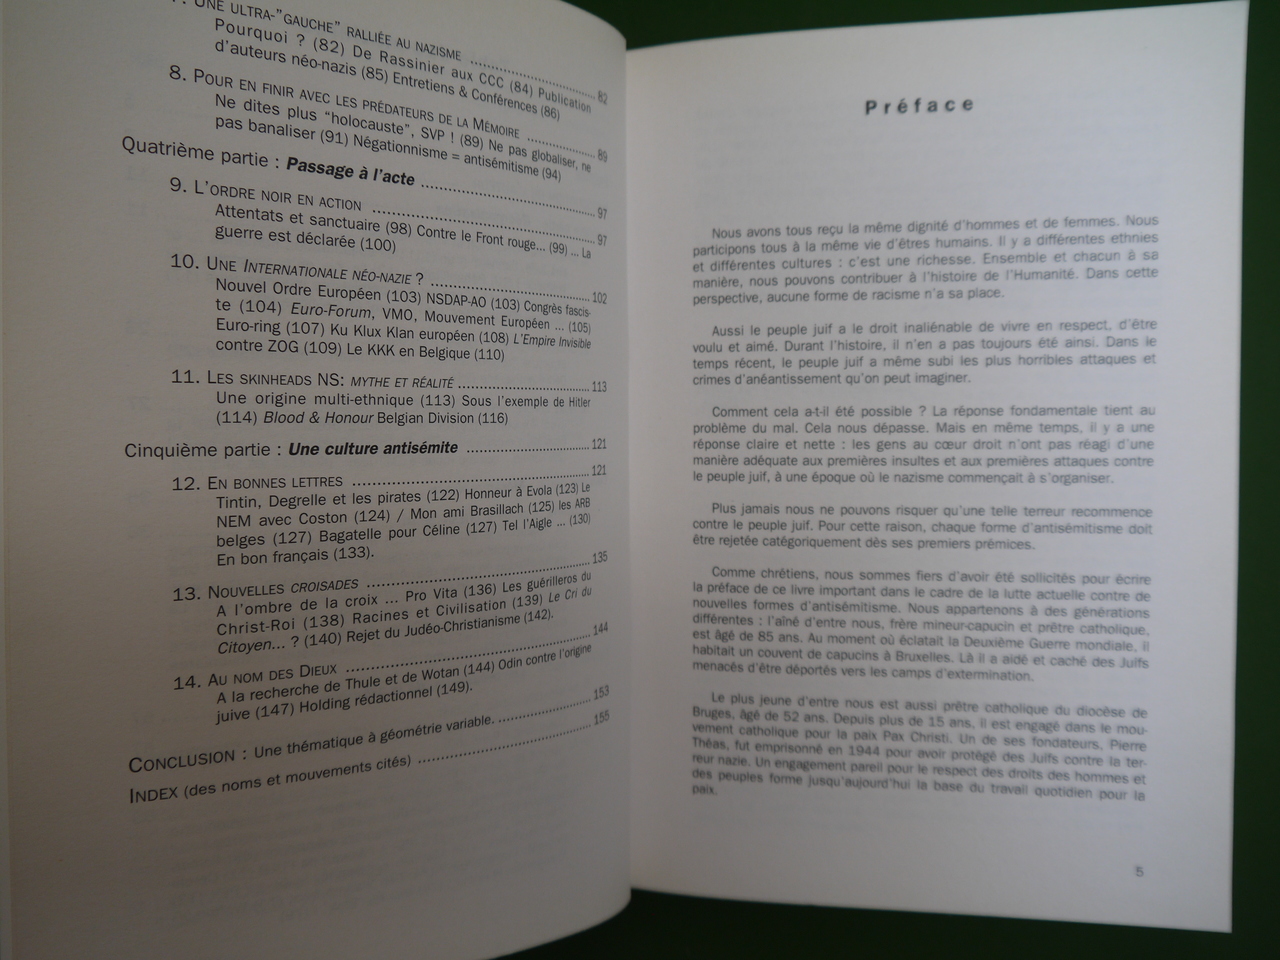 7. UNE ULTRA-"GAUCHE" RALLIÉE AU NAZISME ........ 82
Pourquoi ? (82) De Rassinier aux CCC (84) Publication
d'auteurs néo-nazis (85) Entretiens & Conférences (86)
8. POUR EN FINIR AVEC LES PRÉDATEURS DE LA MÉMOIRE ........ 89
Ne dites plus "holocauste", SVP ! (89) Ne pas globaliser, ne
pas banaliser (91) Négationnisme = antisémitisme (94)
Quatrième partie : Passage à l'acte ........ 97
9. L'ORDRE NOIR EN ACTION ........ 97
Attentats et sanctuaire (98) Contre le Front rouge... (99) ... La
guerre est déclarée (100)
10. UNE INTERNATIONALE NÉO-NAZIE ? ........ 102
Nouvel Ordre Européen (103) NSDAP-AO (103) Congrès fascis-
te (104) Euro-Forum, VMO, Mouvement Européen ... (105)
Euro-ring (107) Ku Klux Klan européen (108) L'Empire Invisible
contre ZOG (109) Le KKK en Belgique (110)
11. LES SKINHEADS NS: MYTHE ET RÉALITÉ ........ 113
Une origine multi-ethnique (113) Sous l'exemple de Hitler
(114) Blood & Honour Belgian Division (116)
Cinquième partie : Une culture antisémite ........ 121
12. EN BONNES LETTRES ........ 121
Tintin, Degrelle et les pirates (122) Honneur à Evola (123) Le
NEM avec Coston (124) / Mon ami Brasillach (125) les ARB
belges (127) Bagatelle pour Céline (127) Tel l'Aigle ... (130)
En bon français (133).
13. NOUVELLES CROISADES ........ 135
A l'ombre de la croix ... Pro Vita (136) Les guérilleros du
Christ-Roi (138) Racines et Civilisation (139) Le Cri du
Citoyen... ? (140) Rejet du Judéo-Christianisme (142).
14. AU NOM DES DIEUX ........ 144
A la recherche de Thule et de Wotan (144) Odin contre l'origine
juive (147) Holding rédactionnel (149).
CONCLUSION : Une thématique à géométrie variable. ........ 153
INDEX (des noms et mouvements cités) ........ 155
Préface
Nous avons tous reçu la même dignité d'hommes et de femmes. Nous
participons tous à la même vie d'êtres humains. Il y a différentes ethnies
et différentes cultures : c'est une richesse. Ensemble et chacun à sa
manière, nous pouvons contribuer à l'histoire de l'Humanité. Dans cette
perspective, aucune forme de racisme n'a sa place.
Aussi le peuple juif a le droit inaliénable de vivre en respect, d'être
voulu et aimé. Durant l'histoire, il n'en a pas toujours été ainsi. Dans le
temps récent, le peuple juif a même subi les plus horribles attaques et
crimes d'anéantissement qu'on peut imaginer.
Comment cela a-t-il été possible ? La réponse fondamentale tient au
problème du mal. Cela nous dépasse. Mais en même temps, il y a une
réponse claire et nette : les gens au cœur droit n'ont pas réagi d'une
manière adéquate aux premières insultes et aux premières attaques contre
le peuple juif, à une époque où le nazisme commençait à s'organiser.
Plus jamais nous ne pouvons risquer qu'une telle terreur recommence
contre le peuple juif. Pour cette raison, chaque forme d'antisémitisme doit
être rejetée catégoriquement dès ses premiers prémices.
Comme chrétiens, nous sommes fiers d'avoir été sollicités pour écrire
la préface de ce livre important dans le cadre de la lutte actuelle contre de
nouvelles formes d'antisémitisme. Nous appartenons à des générations
différentes : l'aîné d'entre nous, frère mineur-capucin et prêtre catholique,
est âgé de 85 ans. Au moment où éclatait la Deuxième Guerre mondiale, il
habitait un couvent de capucins à Bruxelles. Là il a aidé et caché des Juifs
menacés d'être déportés vers les camps d'extermination.
Le plus jeune d'entre nous est aussi prêtre catholique du diocèse de
Bruges, âgé de 52 ans. Depuis plus de 15 ans, il est engagé dans le mou-
vement catholique pour la paix Pax Christi. Un de ses fondateurs, Pierre
Théas, fut emprisonné en 1944 pour avoir protégé des Juifs contre la ter-
reur nazie. Un engagement pareil pour le respect des droits des hommes et
des peuples forme jusqu'aujourd'hui la base du travail quotidien pour la
paix.
5